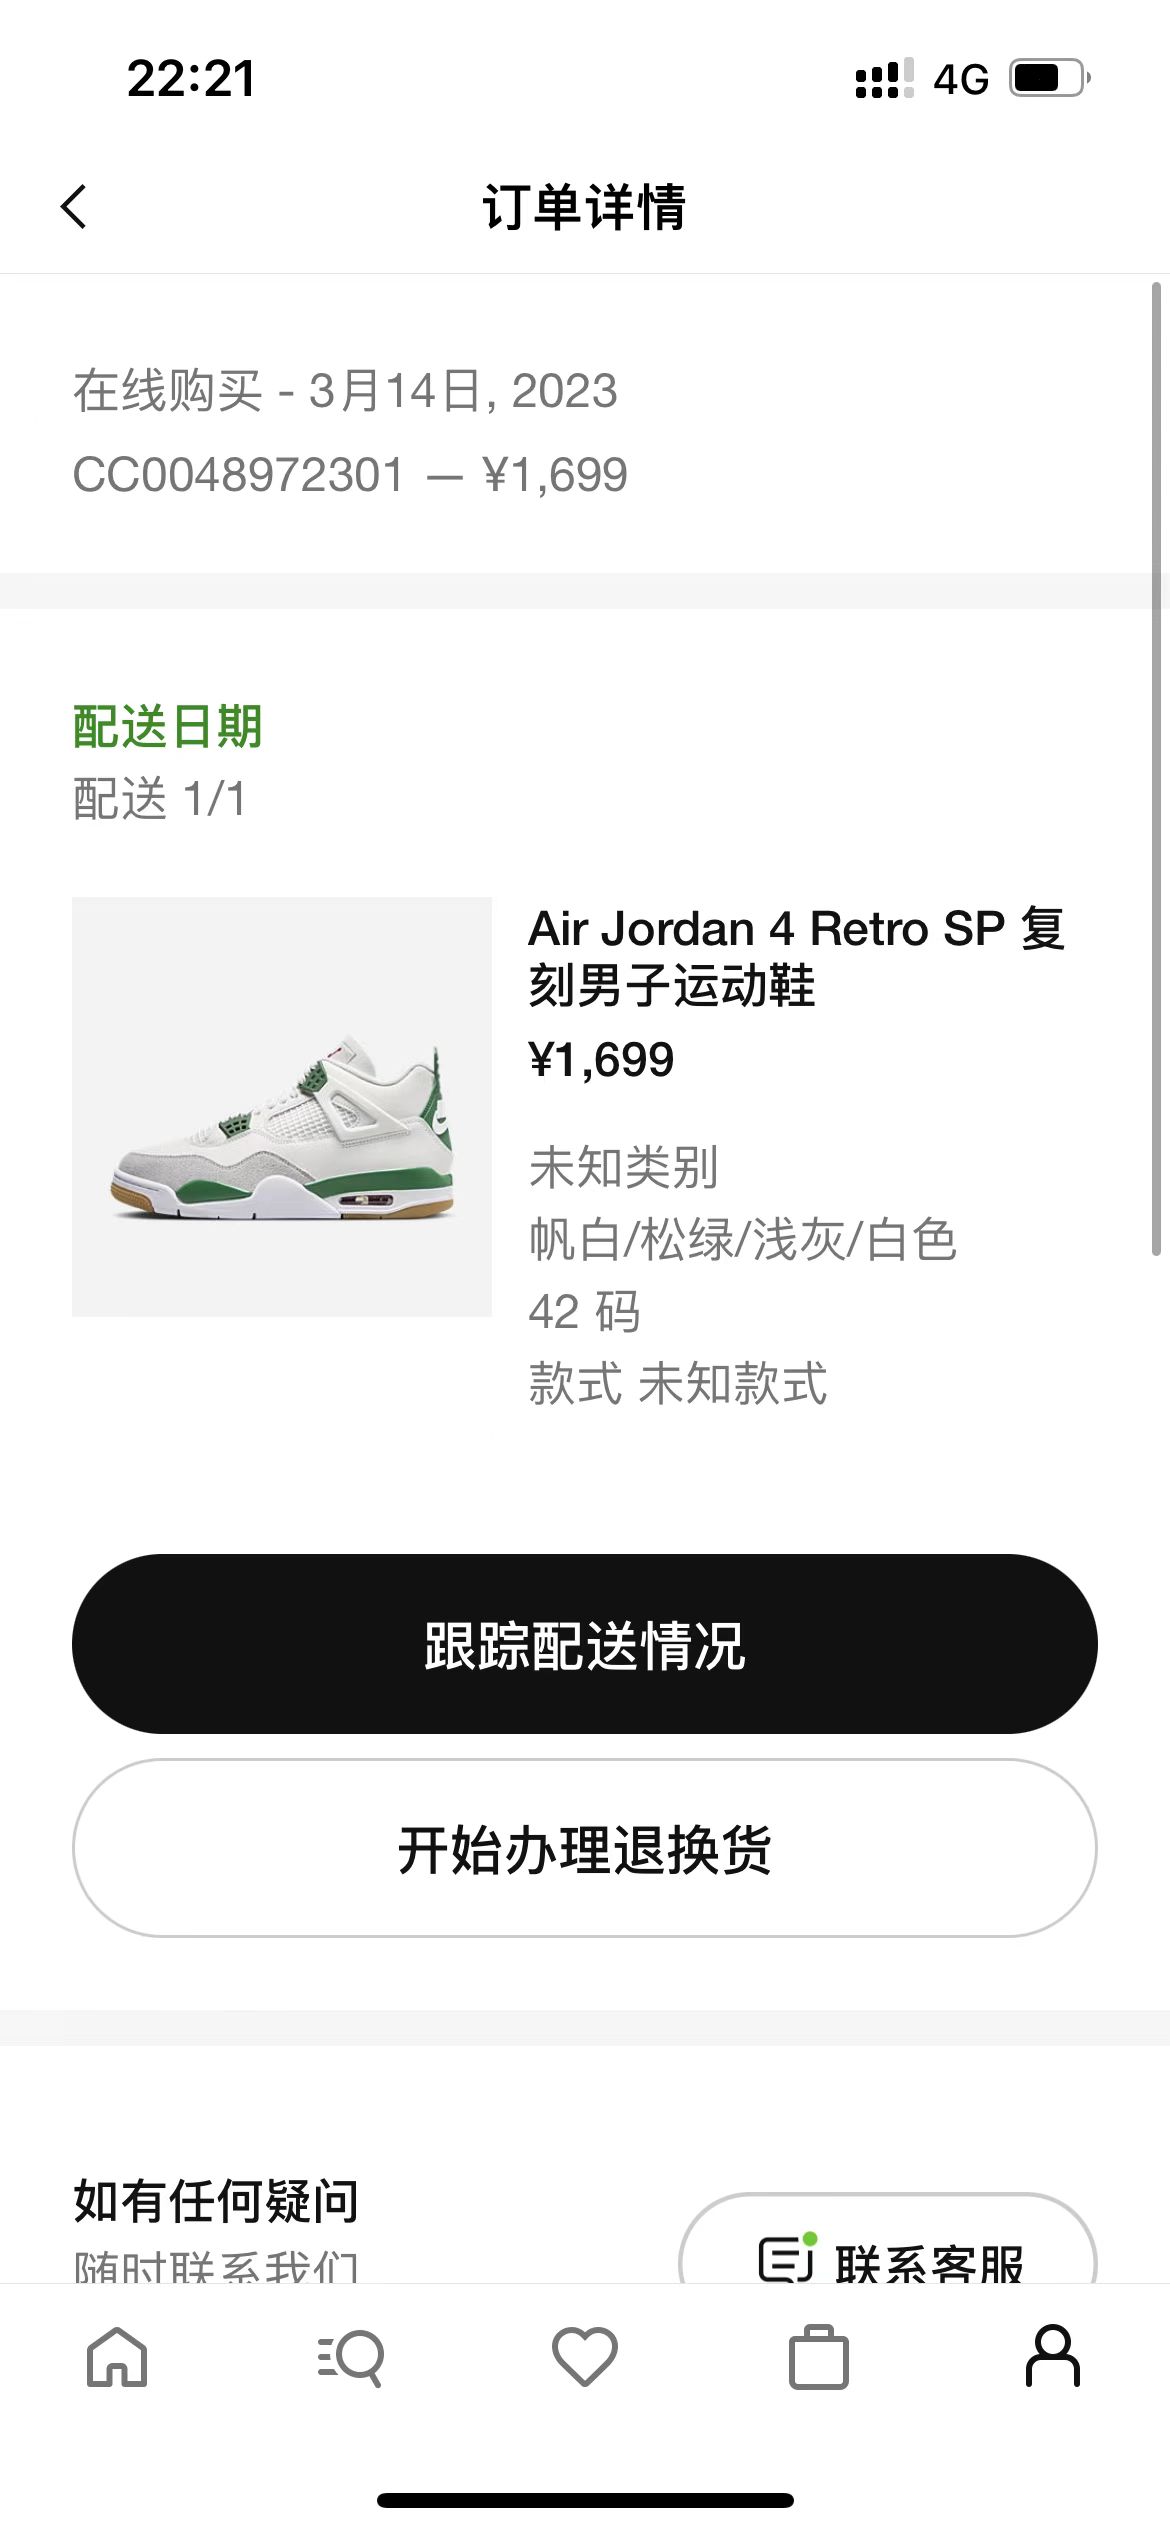 22:21
4G
订单详情
在线购买 - 3月14日, 2023
CC0048972301 — ¥1,699
配送日期
配送 1/1
Air Jordan 4 Retro SP 复
刻男子运动鞋
¥1,699
未知类别
帆白/松绿/浅灰/白色
42 码
款式 未知款式
跟踪配送情况
开始办理退换货
如有任何疑问
随时联系我们
联系客服